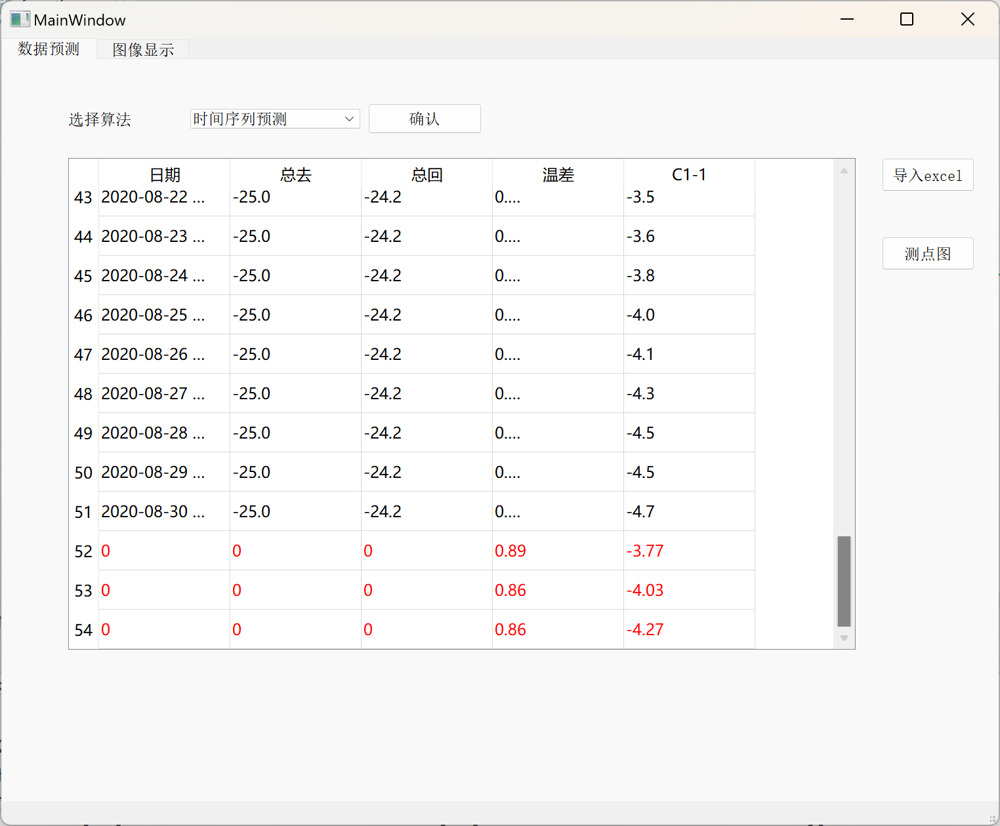 MainWindow
数据预测 图像显示
选择算法 时间序列预测 确认
日期 总去 总回 温差 C1-1
43 2020-08-22 ... -25.0 -24.2 0.... -3.5
44 2020-08-23 ... -25.0 -24.2 0.... -3.6
45 2020-08-24 ... -25.0 -24.2 0.... -3.8
46 2020-08-25 ... -25.0 -24.2 0.... -4.0
47 2020-08-26 ... -25.0 -24.2 0.... -4.1
48 2020-08-27 ... -25.0 -24.2 0.... -4.3
49 2020-08-28 ... -25.0 -24.2 0.... -4.5
50 2020-08-29 ... -25.0 -24.2 0.... -4.5
51 2020-08-30 ... -25.0 -24.2 0.... -4.7
52 0 0 0 0.89 -3.77
53 0 0 0 0.86 -4.03
54 0 0 0 0.86 -4.27
导入excel
测点图